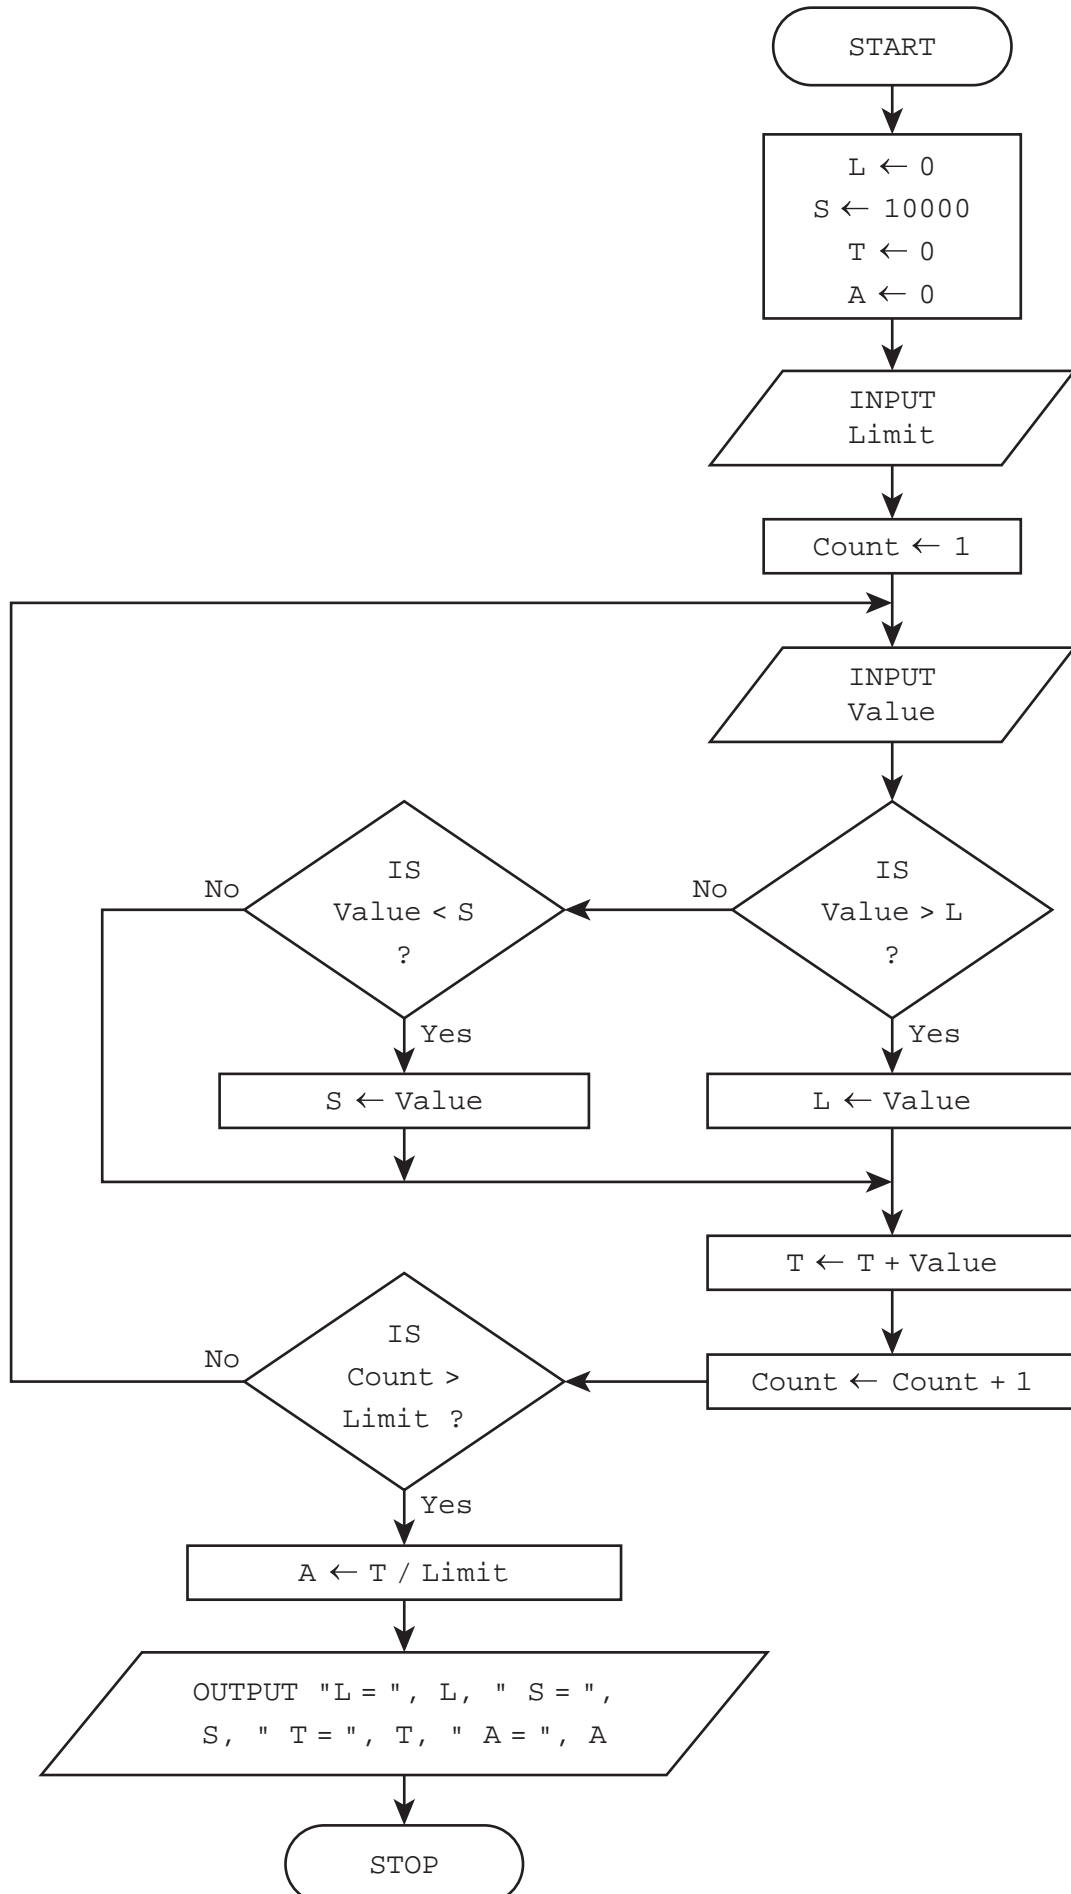 START
L ← 0
S ← 10000
T ← 0
A ← 0
INPUT
Limit
Count ← 1
INPUT
Value
IS
Value > L
?
No
Yes
IS
Value < S
?
No
Yes
S ← Value
L ← Value
T ← T + Value
Count ← Count + 1
IS
Count >
Limit ?
No
Yes
A ← T / Limit
OUTPUT "L = ", L, " S = ",
S, " T = ", T, " A = ", A
STOP